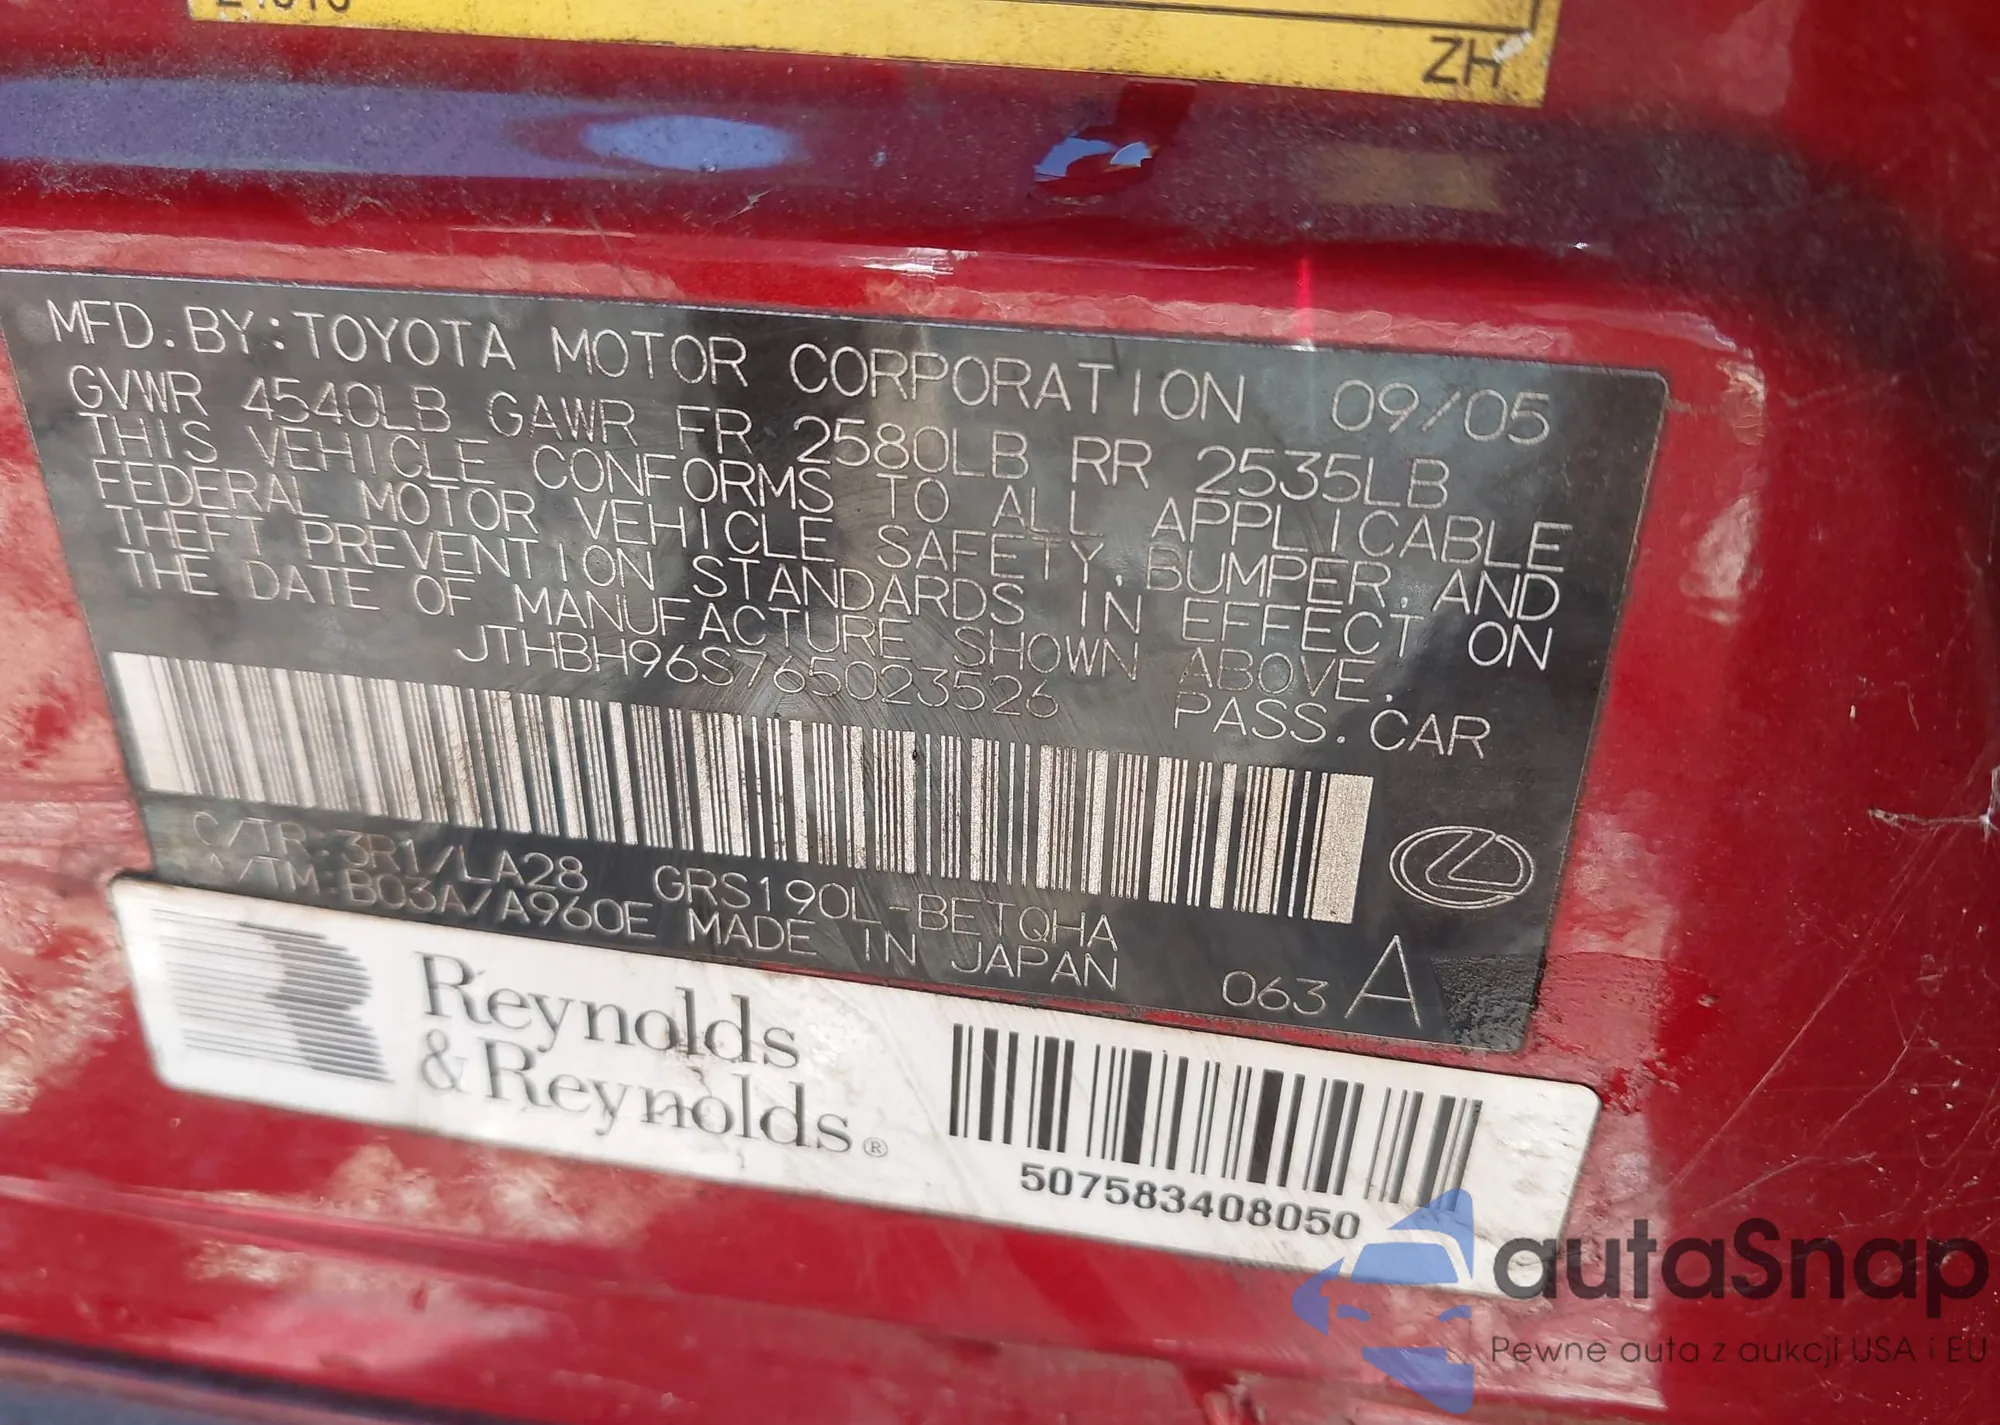 ZH
MFD. BY: TOYOTA MOTOR CORPORATION 09/05
GVWR 4540LB GAWR FR 2580LB RR 2535LB
THIS VEHICLE CONFORMS TO ALL APPLICABLE
FEDERAL MOTOR VEHICLE SAFETY, BUMPER, AND
THEFT PREVENTION STANDARDS IN EFFECT ON
THE DATE OF MANUFACTURE SHOWN ABOVE.
JTHBH96S765023526 PASS. CAR
C/TR: 3R1/LA28 GRS190L-BETQHA
A/TM: B03A/A960E MADE IN JAPAN 063 A
Reynolds
& Reynolds®
507583408050
autaSnap
Pewne auta z aukcji USA i EU